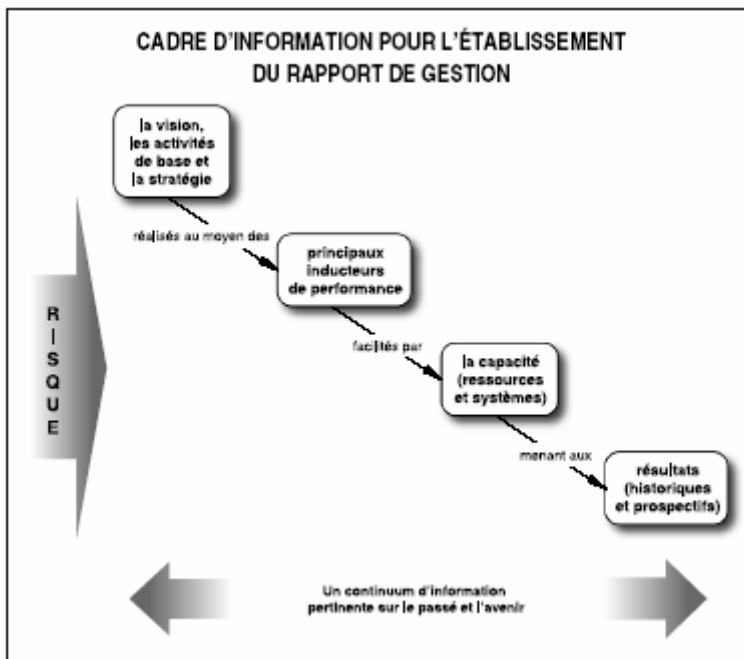 CADRE D'INFORMATION POUR L'ÉTABLISSEMENT
DU RAPPORT DE GESTION
la vision,
les activités
de base et
la stratégie
réalisés au moyen des
principaux
inducteurs
de performance
facilités par
la capacité
(ressources
et systèmes)
menant aux
résultats
(historiques
et prospectifs)
RISQUE
Un continuum d'information
pertinente sur le passé et l'avenir